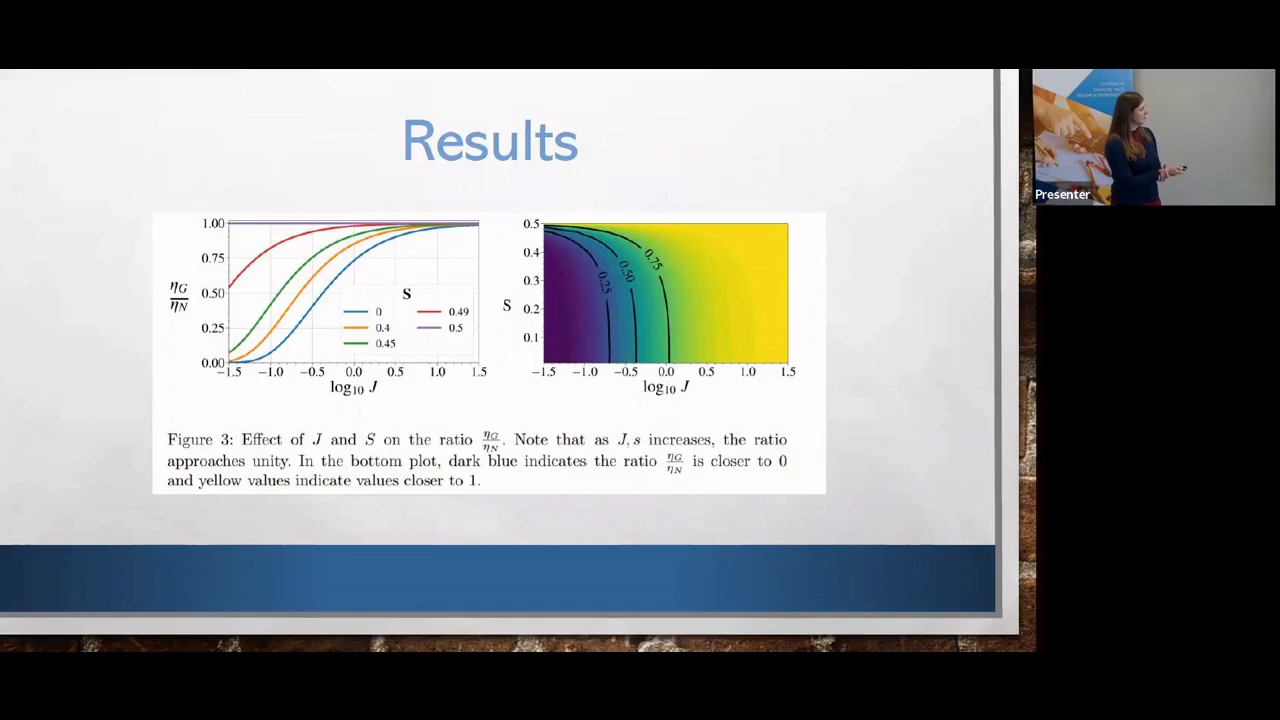 Results
1.00
0.75
0.50
0.25
0.00
ηG/ηN
−1.5 −1.0 −0.5 0.0 0.5 1.0 1.5
log10 J
S
0 0.49
0.4 0.5
0.45
0.5
0.4
0.3
0.2
0.1
S
0.25 0.50 0.75
−1.5 −1.0 −0.5 0.0 0.5 1.0 1.5
log10 J
Figure 3: Effect of J and S on the ratio ηG/ηN. Note that as J, s increases, the ratio
approaches unity. In the bottom plot, dark blue indicates the ratio ηG/ηN is closer to 0
and yellow values indicate values closer to 1.
Presenter